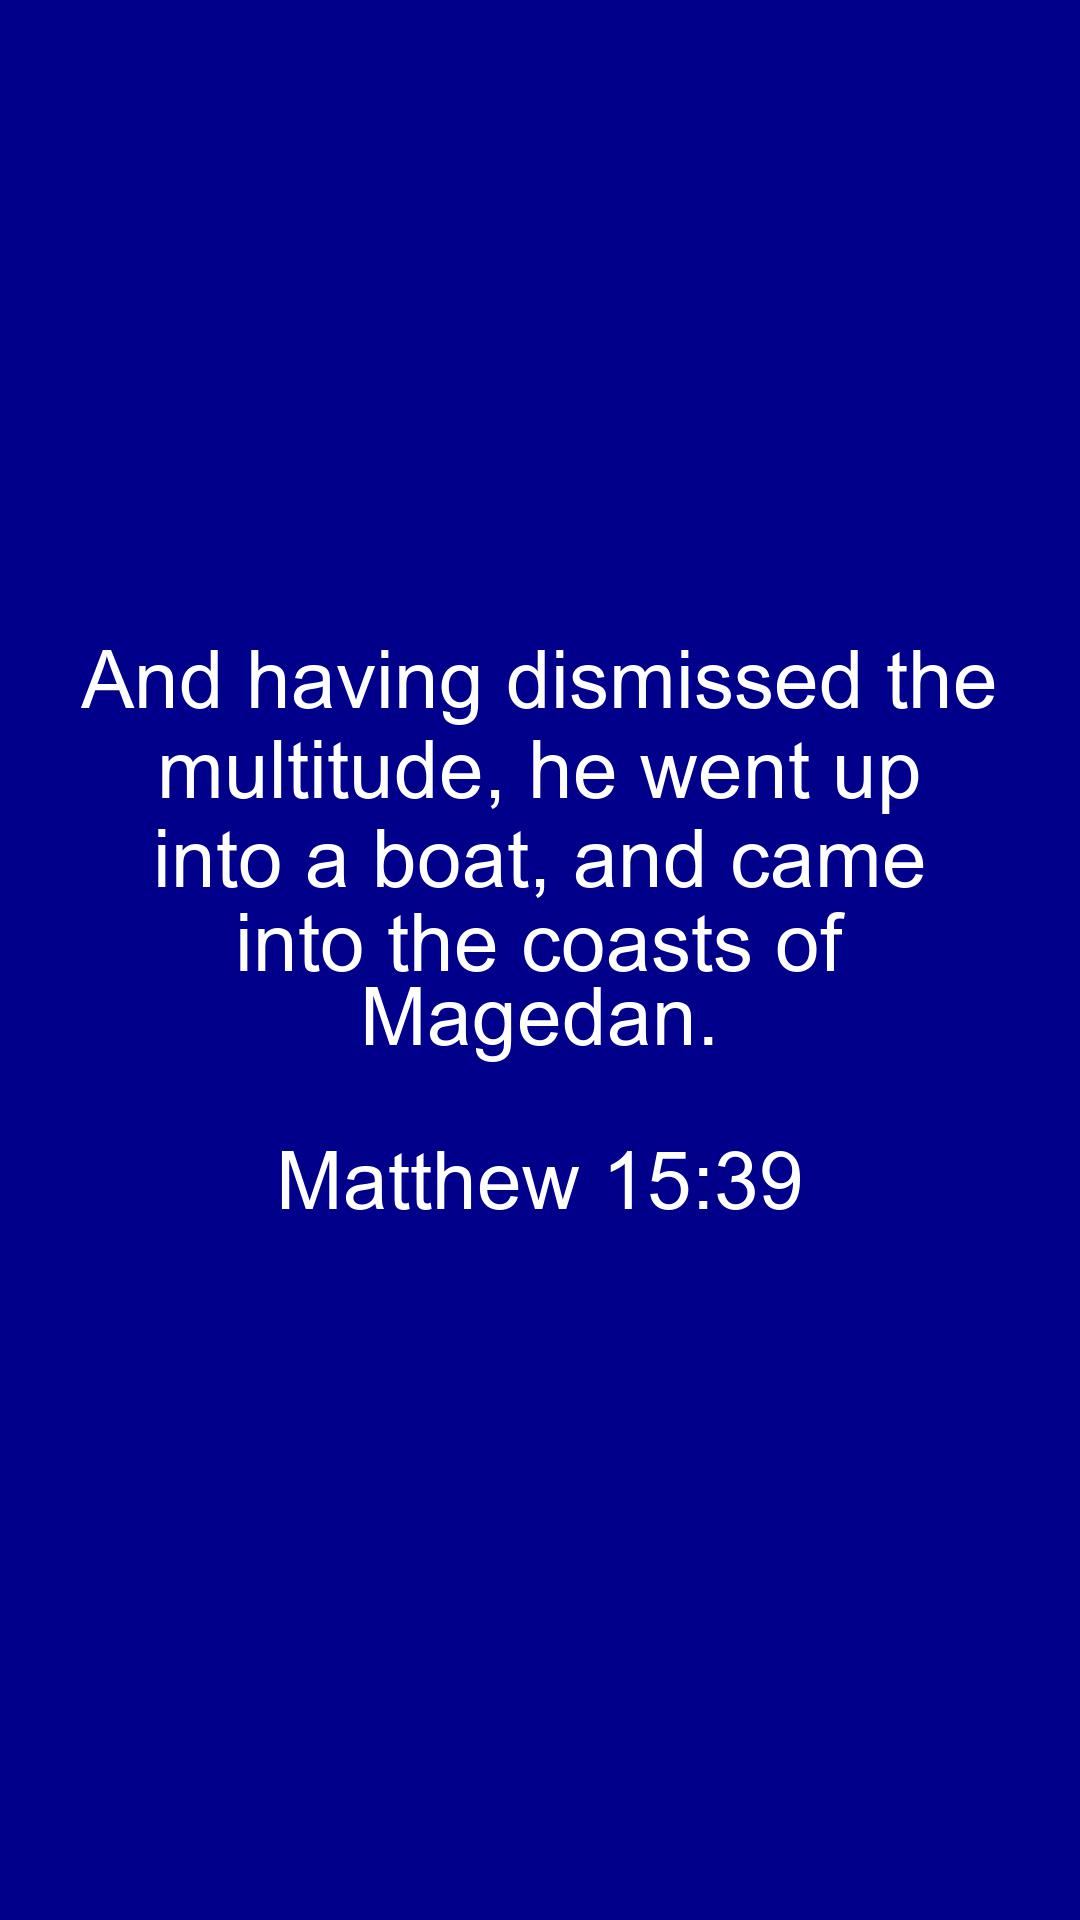 And having dismissed the
multitude, he went up
into a boat, and came
into the coasts of
Magedan.
Matthew 15:39